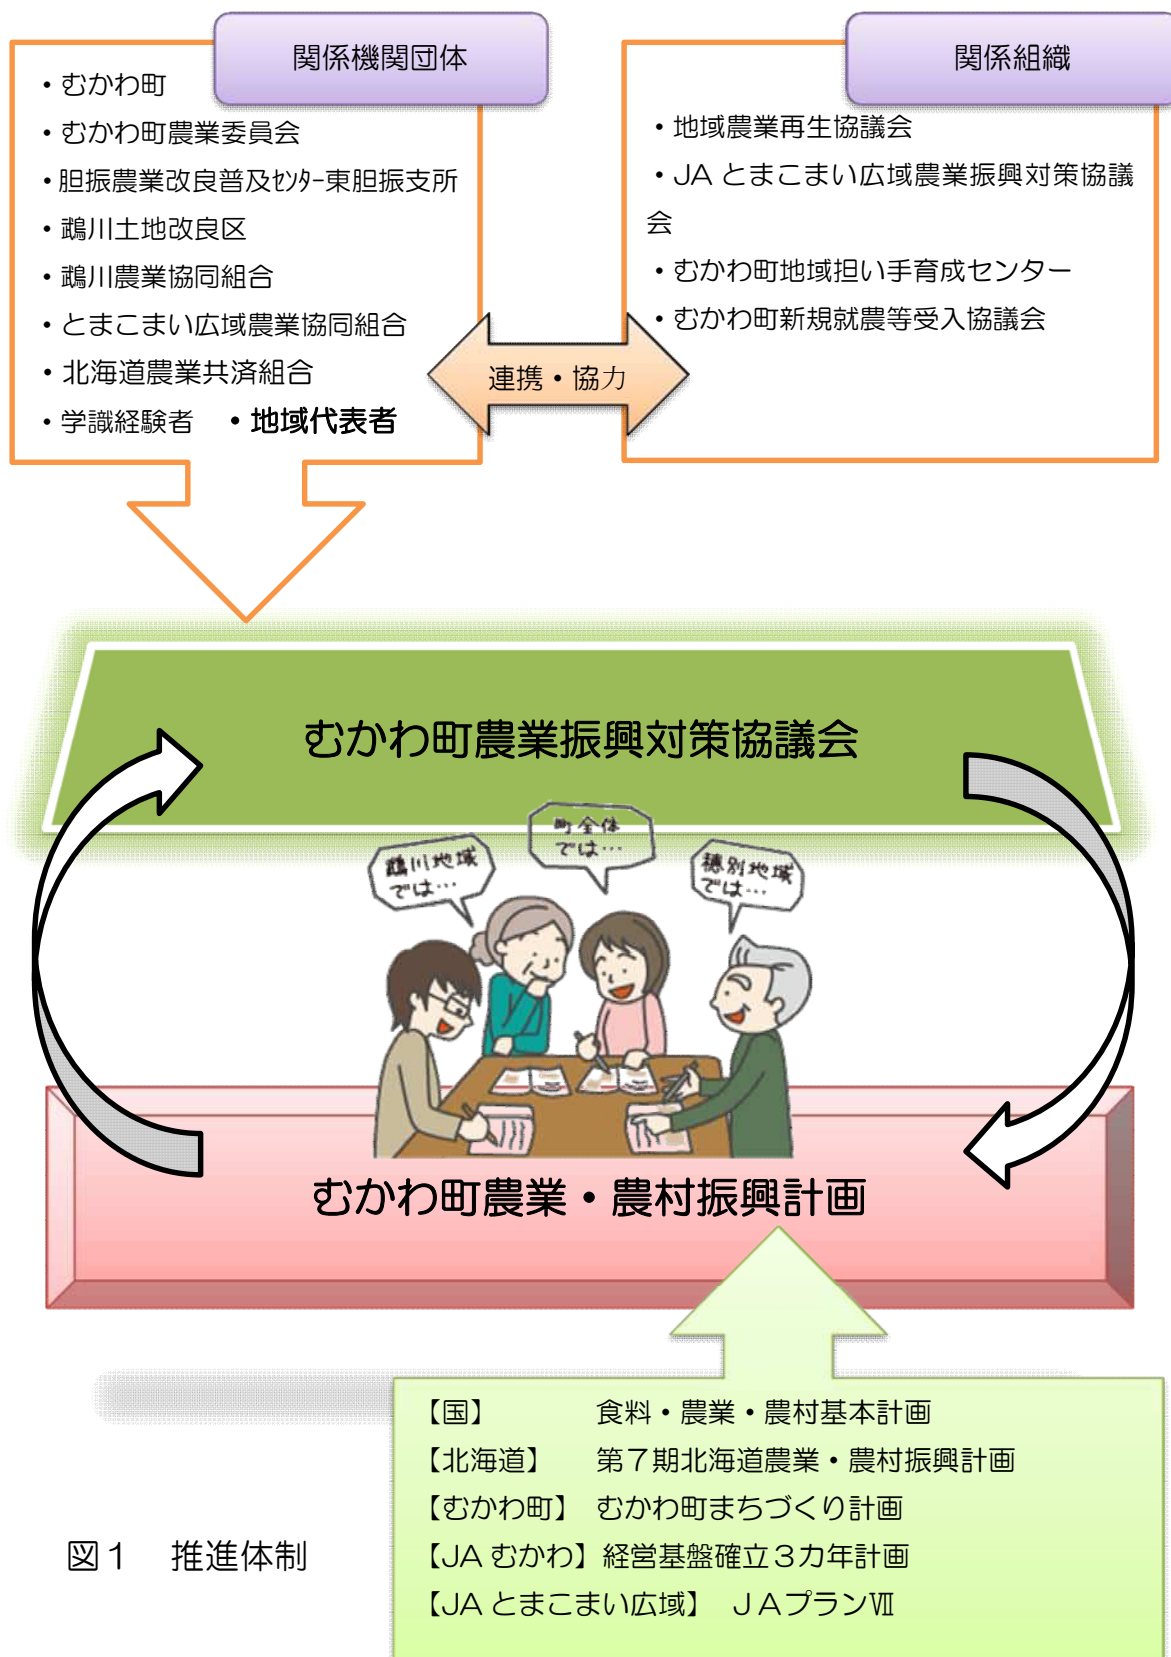 関係機関団体
・むかわ町
・むかわ町農業委員会
・胆振農業改良普及ｾﾝﾀｰ東胆振支所
・鵡川土地改良区
・鵡川農業協同組合
・とまこまい広域農業協同組合
・北海道農業共済組合
・学識経験者　・地域代表者
関係組織
・地域農業再生協議会
・JAとまこまい広域農業振興対策協議
会
・むかわ町地域担い手育成センター
・むかわ町新規就農等受入協議会
連携・協力
むかわ町農業振興対策協議会
町全体
では…
鵡川地域
では…
穂別地域
では…
むかわ町農業・農村振興計画
【国】　食料・農業・農村基本計画
【北海道】　第７期北海道農業・農村振興計画
【むかわ町】　むかわ町まちづくり計画
【JAむかわ】経営基盤確立３カ年計画
【JAとまこまい広域】　ＪＡプランⅦ
図１　推進体制